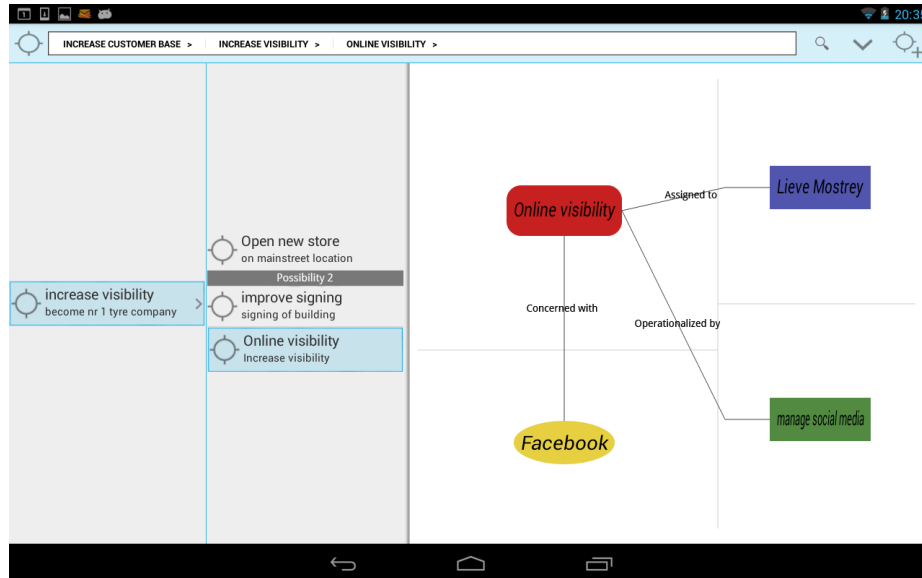 20:35
INCREASE CUSTOMER BASE > INCREASE VISIBILITY > ONLINE VISIBILITY >
increase visibility
become nr 1 tyre company
Open new store
on mainstreet location
Possibility 2
improve signing
signing of building
Online visibility
Increase visibility
Online visibility
Assigned to
Lieve Mostrey
Concerned with
Operationalized by
manage social media
Facebook